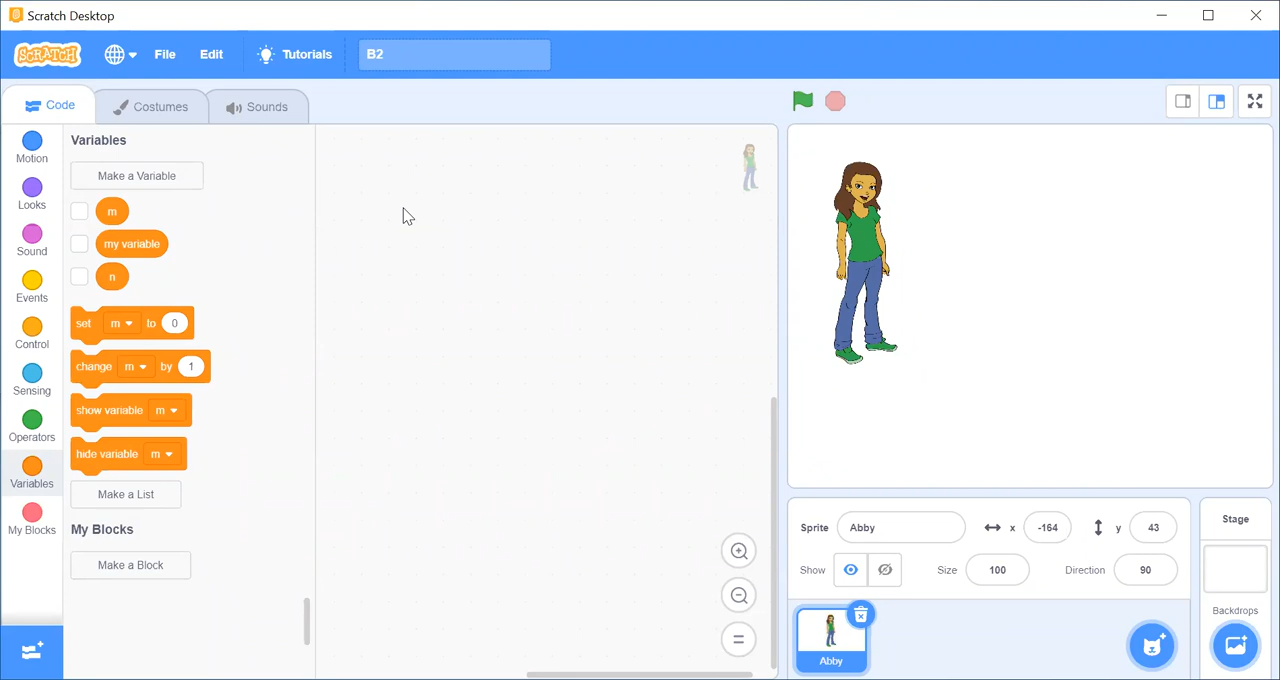 Scratch Desktop
SCRATCH File Edit Tutorials B2
Code Costumes Sounds
Motion
Looks
Sound
Events
Control
Sensing
Operators
Variables
My Blocks
Variables
Make a Variable
m
my variable
n
set m to 0
change m by 1
show variable m
hide variable m
Make a List
My Blocks
Make a Block
Sprite Abby x -164 y 43
Show Size 100 Direction 90
Abby
Stage
Backdrops